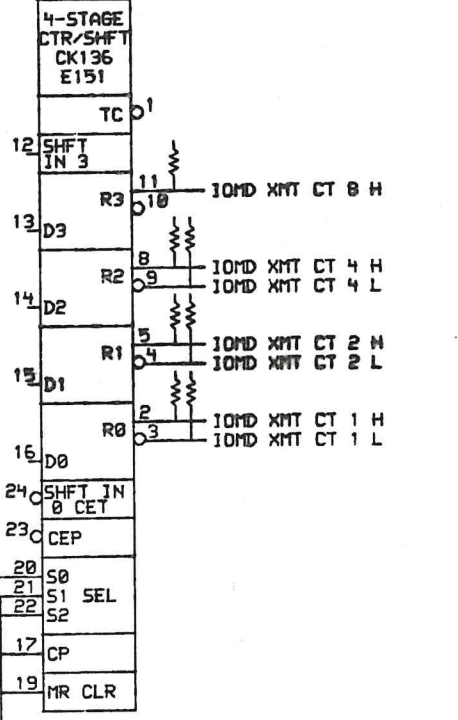 4-STAGE
CTR/SHFT
CK136
E151
TC 1
12 SHFT
IN 3
11 IOMD XMT CT 8 H
R3 10
13 D3
8 IOMD XMT CT 4 H
R2 9 IOMD XMT CT 4 L
14 D2
5 IOMD XMT CT 2 H
R1 4 IOMD XMT CT 2 L
15 D1
2 IOMD XMT CT 1 H
R0 3 IOMD XMT CT 1 L
16 D0
24 SHFT IN
0 CET
23 CEP
20 S0
21 S1 SEL
22 S2
17 CP
19 MR CLR